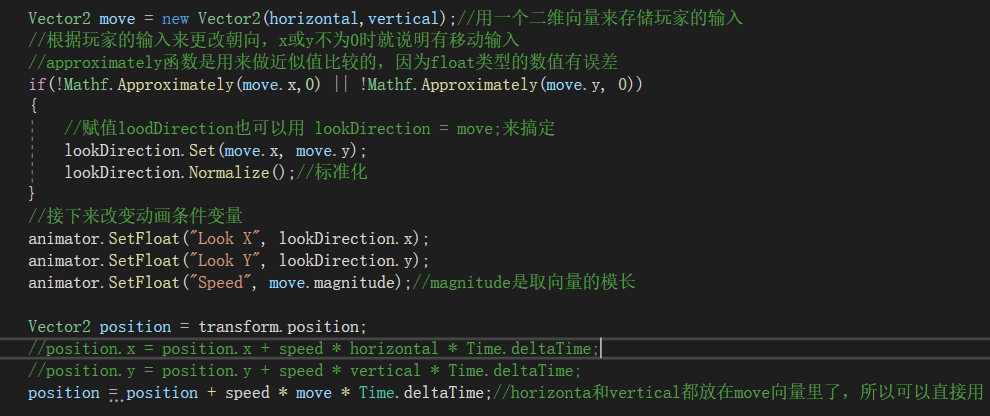 Vector2 move = new Vector2(horizontal,vertical);//用一个二维向量来存储玩家的输入
//根据玩家的输入来更改朝向，x或y不为0时就说明有移动输入
//approximately函数是用来做近似值比较的，因为float类型的数值有误差
if(!Mathf.Approximately(move.x,0) || !Mathf.Approximately(move.y, 0))
{
//赋值loodDirection也可以用 lookDirection = move;来搞定
lookDirection.Set(move.x, move.y);
lookDirection.Normalize();//标准化
}
//接下来改变动画条件变量
animator.SetFloat("Look X", lookDirection.x);
animator.SetFloat("Look Y", lookDirection.y);
animator.SetFloat("Speed", move.magnitude);//magnitude是取向量的模长
Vector2 position = transform.position;
//position.x = position.x + speed * horizontal * Time.deltaTime;
//position.y = position.y + speed * vertical * Time.deltaTime;
position = position + speed * move * Time.deltaTime;//horizonta和vertical都放在move向量里了，所以可以直接用